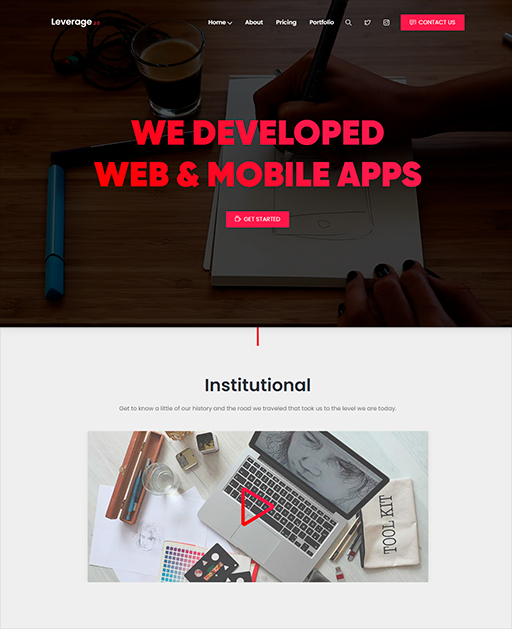 Leverage
Home
About
Pricing
Portfolio
CONTACT US
WE DEVELOPED
WEB & MOBILE APPS
GET STARTED
Institutional
Get to know a little of our history and the road we traveled that took us to the level we are today.
TOOL KIT